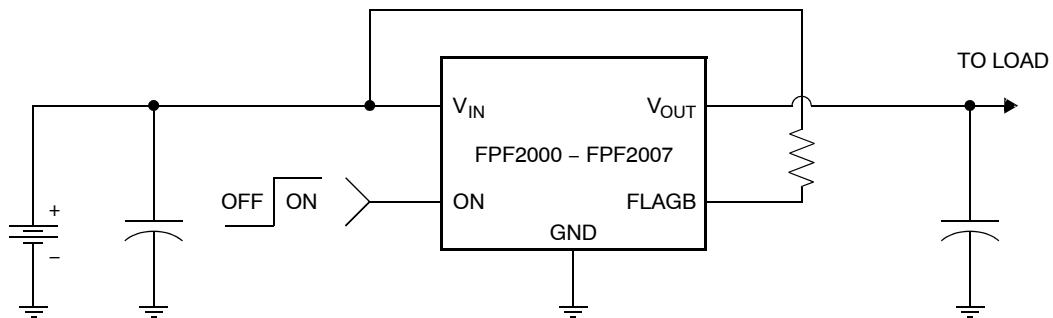 TO LOAD
VIN
VOUT
FPF2000 – FPF2007
OFF
ON
ON
FLAGB
GND
+
–